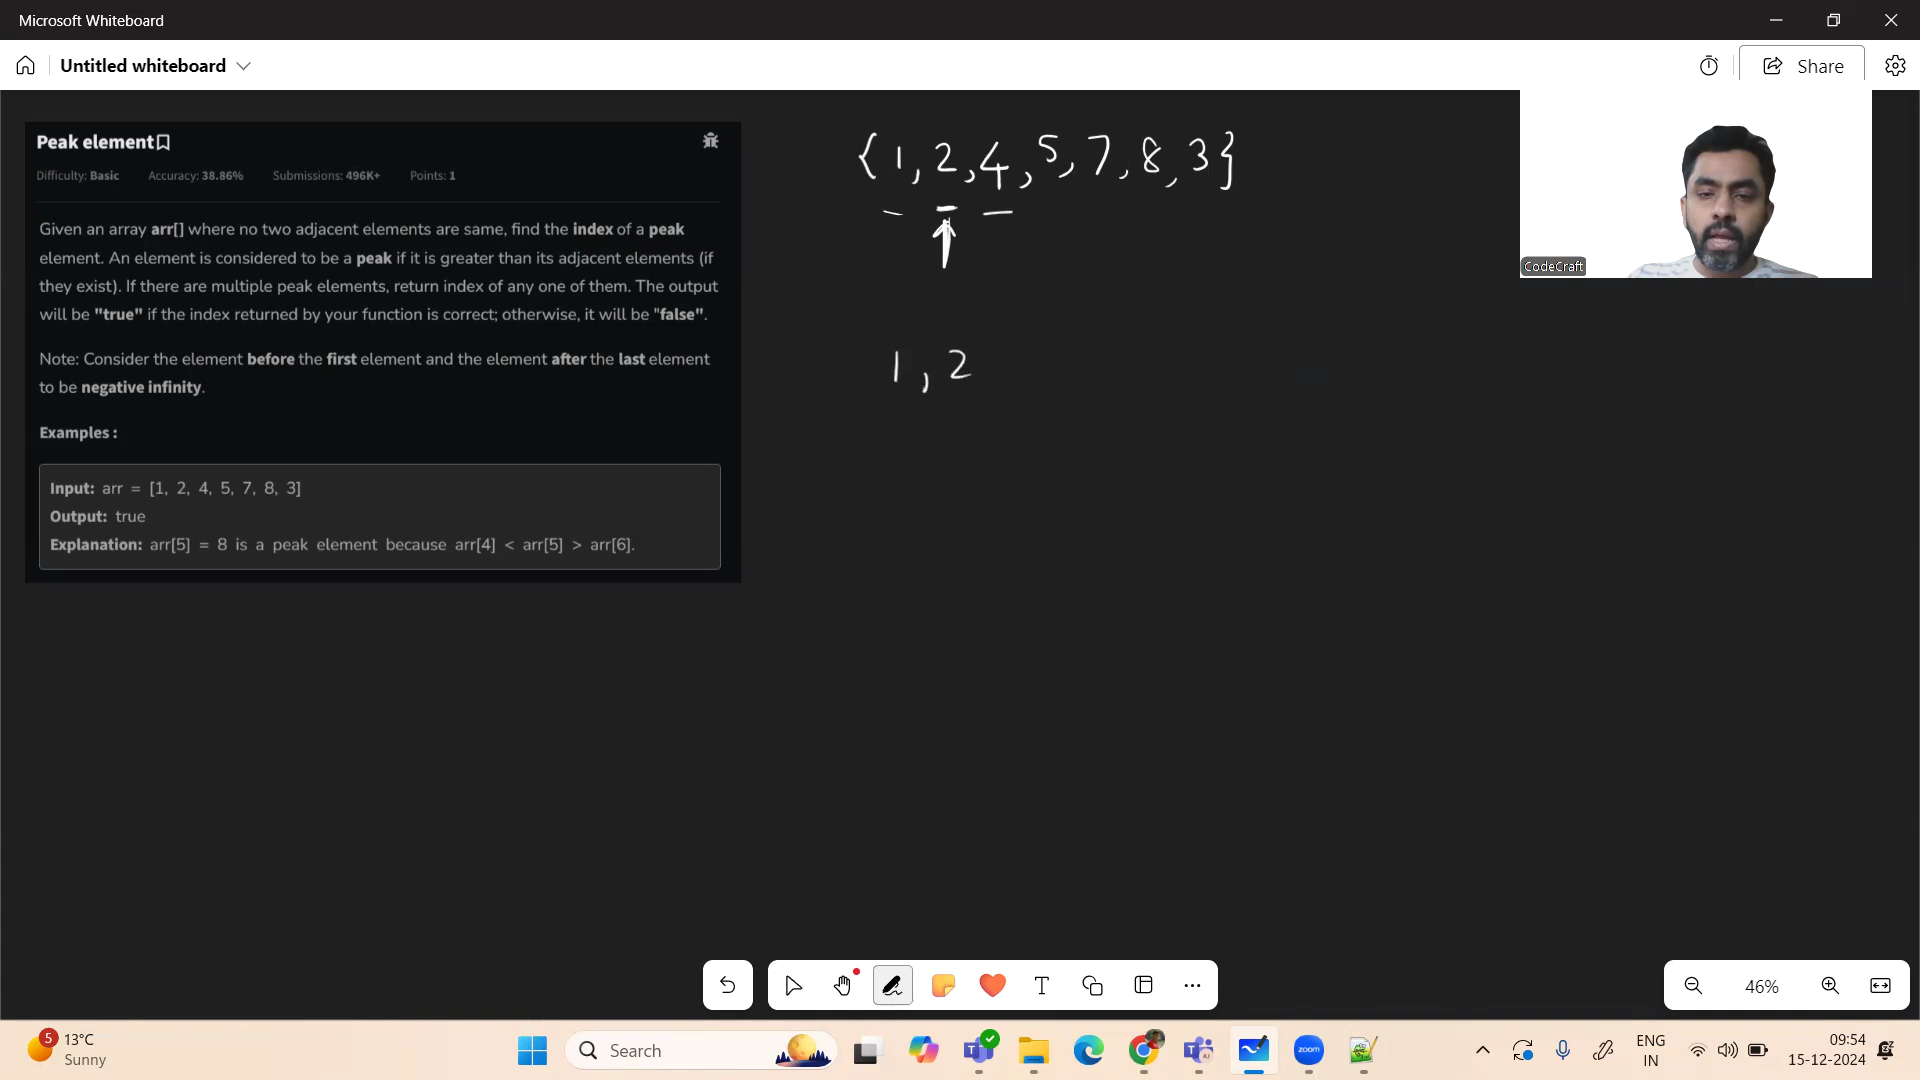 Microsoft Whiteboard
Untitled whiteboard
Share
Peak element
Difficulty: Basic Accuracy: 38.86% Submissions: 496K+ Points: 1
Given an array arr[] where no two adjacent elements are same, find the index of a peak
element. An element is considered to be a peak if it is greater than its adjacent elements (if
they exist). If there are multiple peak elements, return index of any one of them. The output
will be "true" if the index returned by your function is correct; otherwise, it will be "false".
Note: Consider the element before the first element and the element after the last element
to be negative infinity.
Examples :
Input: arr = [1, 2, 4, 5, 7, 8, 3]
Output: true
Explanation: arr[5] = 8 is a peak element because arr[4] < arr[5] > arr[6].
{1, 2, 4, 5, 7, 8, 3}
1, 2
CodeCraft
46%
5
13°C
Sunny
Search
zoom
ENG
IN
09:54
15-12-2024